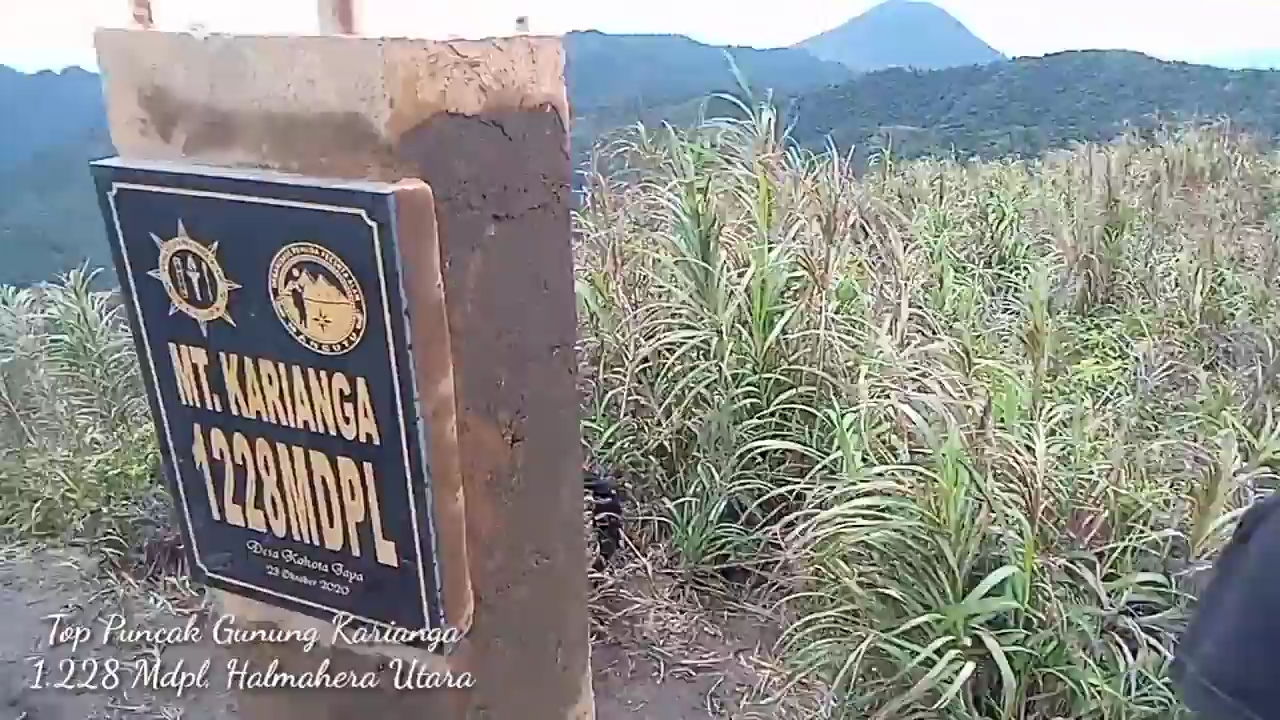 MT. KARIANGA
1228MDPL
Desa Kokota Jaya
23 Oktober 2020
Top Puncak Gunung Karianga
1.228 Mdpl. Halmahera Utara